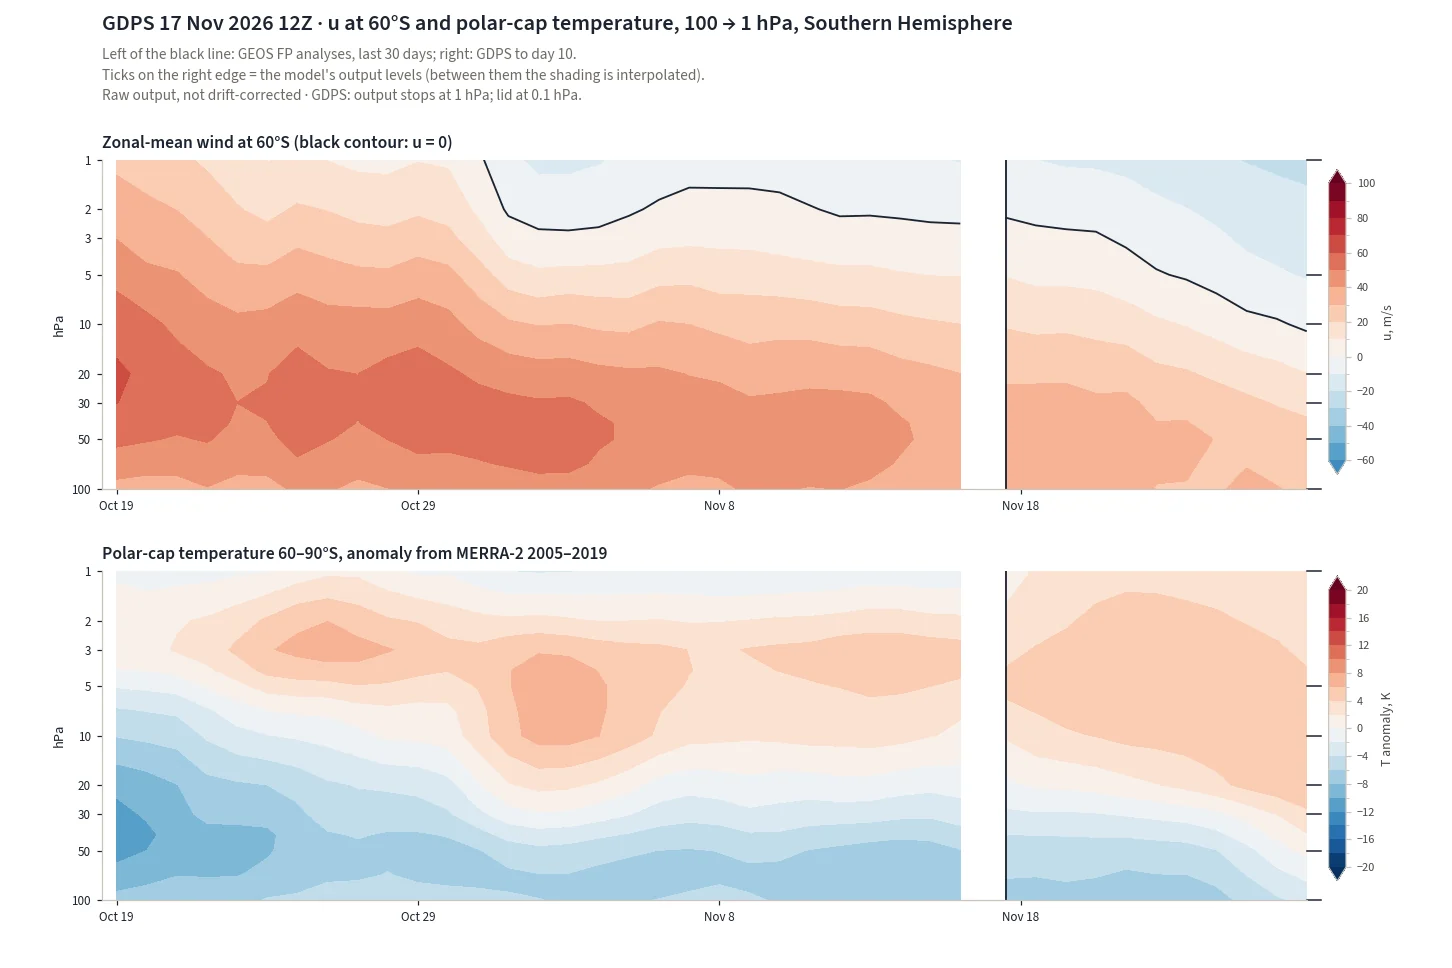 GDPS 17 Nov 2026 12Z · u at 60°S and polar-cap temperature, 100 → 1 hPa, Southern Hemisphere
Left of the black line: GEOS FP analyses, last 30 days; right: GDPS to day 10.
Ticks on the right edge = the model's output levels (between them the shading is interpolated).
Raw output, not drift-corrected · GDPS: output stops at 1 hPa; lid at 0.1 hPa.
Zonal-mean wind at 60°S (black contour: u = 0)
1
2
3
5
10
20
30
50
100
hPa
Oct 19
Oct 29
Nov 8
Nov 18
100
80
60
40
20
0
−20
−40
−60
u, m/s
Polar-cap temperature 60–90°S, anomaly from MERRA-2 2005–2019
1
2
3
5
10
20
30
50
100
hPa
Oct 19
Oct 29
Nov 8
Nov 18
20
16
12
8
4
0
−4
−8
−12
−16
−20
T anomaly, K